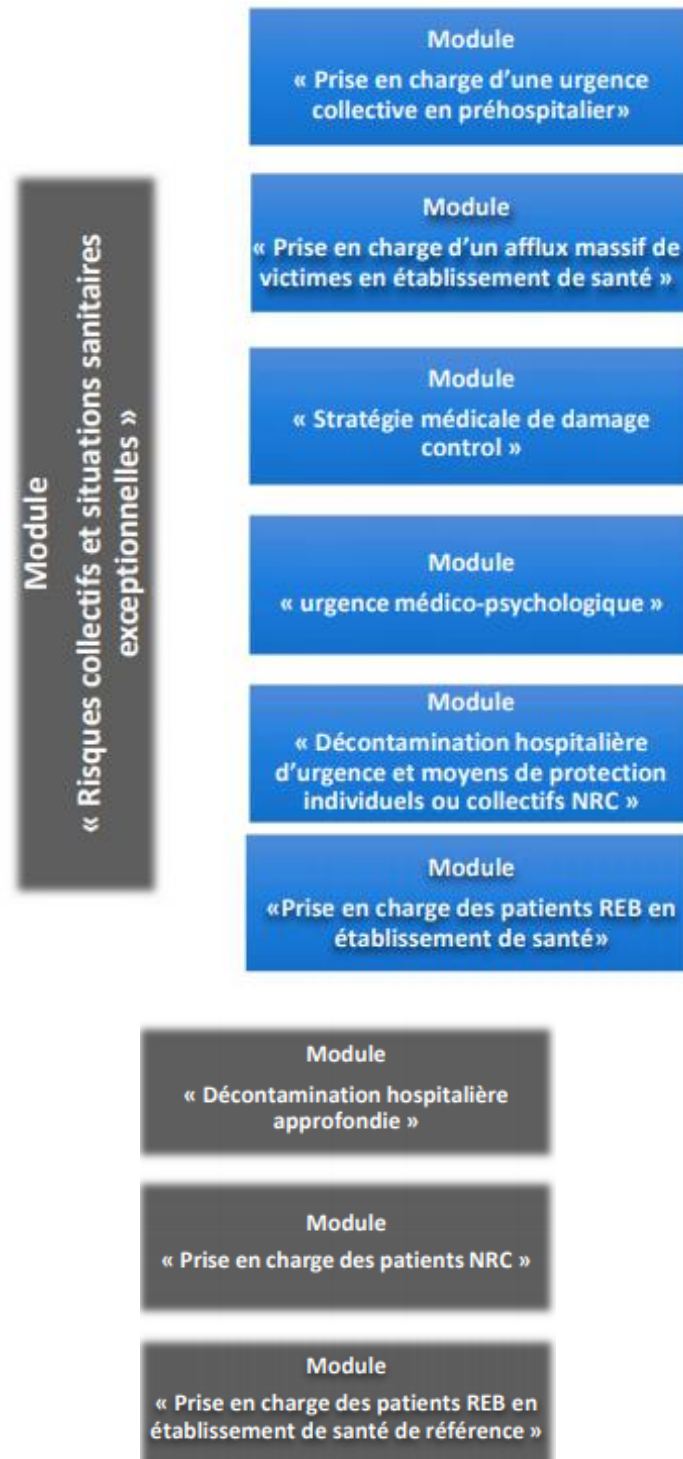 Module
« Risques collectifs et situations sanitaires
exceptionnelles »
Module
« Prise en charge d'une urgence
collective en préhospitalier»
Module
« Prise en charge d'un afflux massif de
victimes en établissement de santé »
Module
« Stratégie médicale de damage
control »
Module
« urgence médico-psychologique »
Module
« Décontamination hospitalière
d'urgence et moyens de protection
individuels ou collectifs NRC »
Module
«Prise en charge des patients REB en
établissement de santé»
Module
« Décontamination hospitalière
approfondie »
Module
« Prise en charge des patients NRC »
Module
« Prise en charge des patients REB en
établissement de santé de référence »